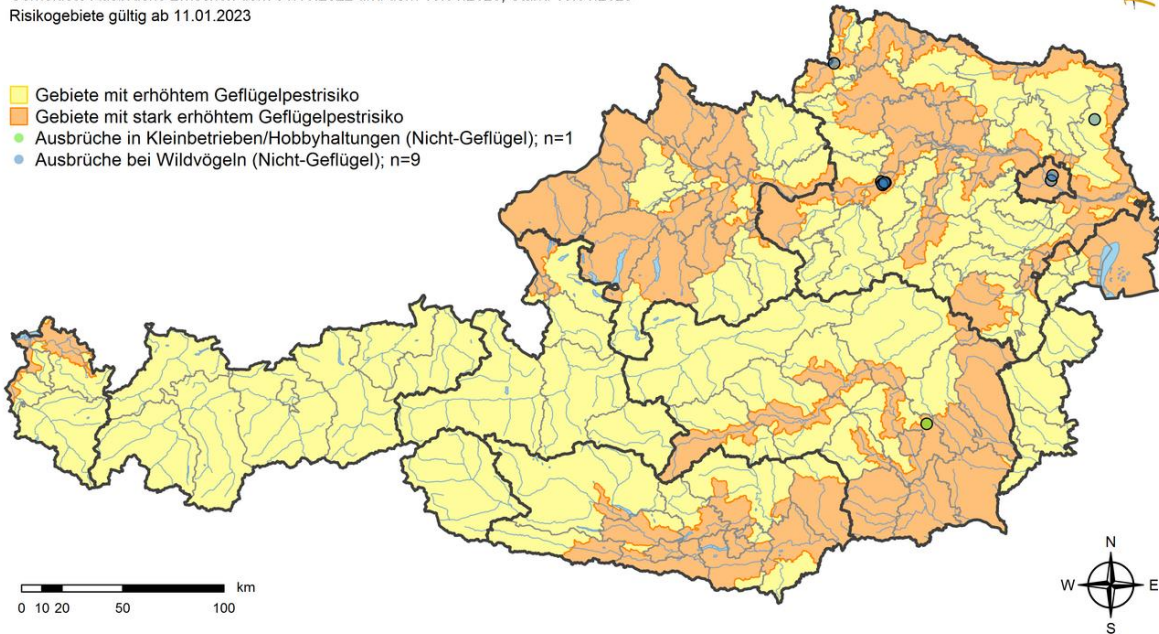 Risikogebiete gültig ab 11.01.2023
Gebiete mit erhöhtem Geflügelpestrisiko
Gebiete mit stark erhöhtem Geflügelpestrisiko
Ausbrüche in Kleinbetrieben/Hobbyhaltungen (Nicht-Geflügel); n=1
Ausbrüche bei Wildvögeln (Nicht-Geflügel); n=9
km
0 10 20 50 100
N
W E
S